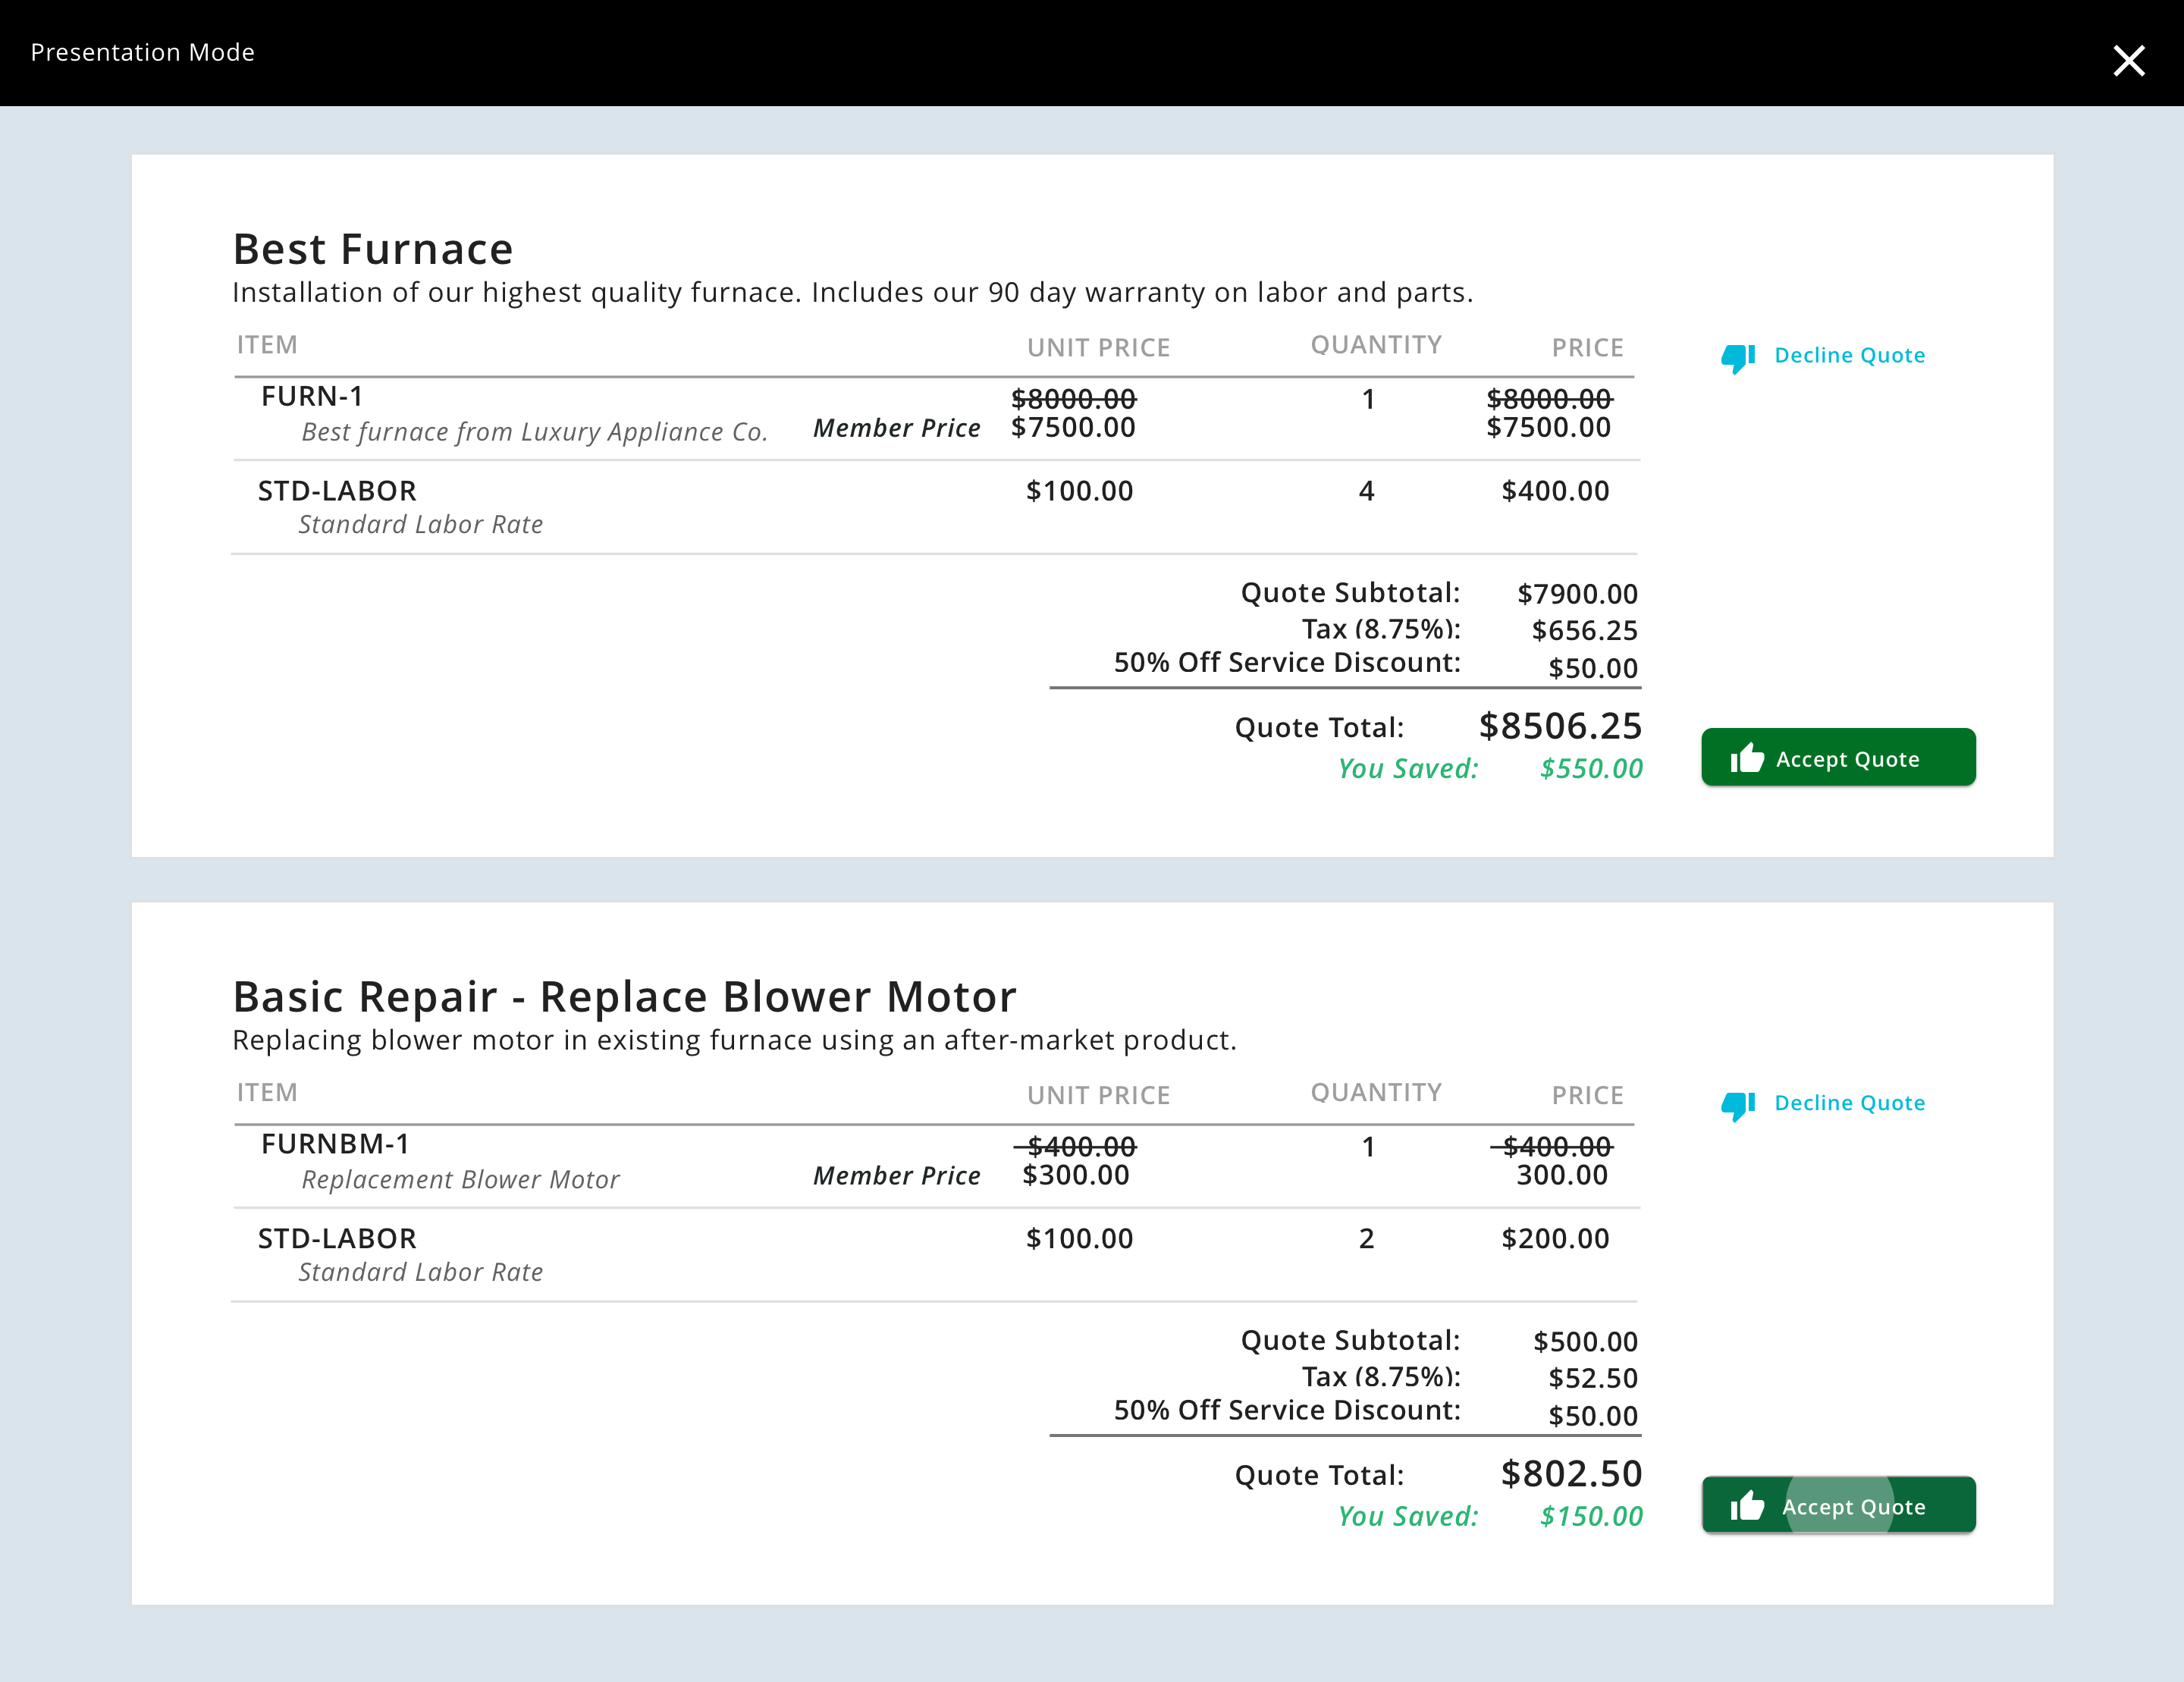 Presentation Mode
Best Furnace
Installation of our highest quality furnace. Includes our 90 day warranty on labor and parts.
ITEM UNIT PRICE QUANTITY PRICE
Decline Quote
FURN-1 $8000.00 1 $8000.00
Best furnace from Luxury Appliance Co. Member Price $7500.00 $7500.00
STD-LABOR $100.00 4 $400.00
Standard Labor Rate
Quote Subtotal: $7900.00
Tax (8.75%): $656.25
50% Off Service Discount: $50.00
Quote Total: $8506.25
You Saved: $550.00
Accept Quote
Basic Repair - Replace Blower Motor
Replacing blower motor in existing furnace using an after-market product.
ITEM UNIT PRICE QUANTITY PRICE
Decline Quote
FURNBM-1 $400.00 1 $400.00
Replacement Blower Motor Member Price $300.00 300.00
STD-LABOR $100.00 2 $200.00
Standard Labor Rate
Quote Subtotal: $500.00
Tax (8.75%): $52.50
50% Off Service Discount: $50.00
Quote Total: $802.50
You Saved: $150.00
Accept Quote